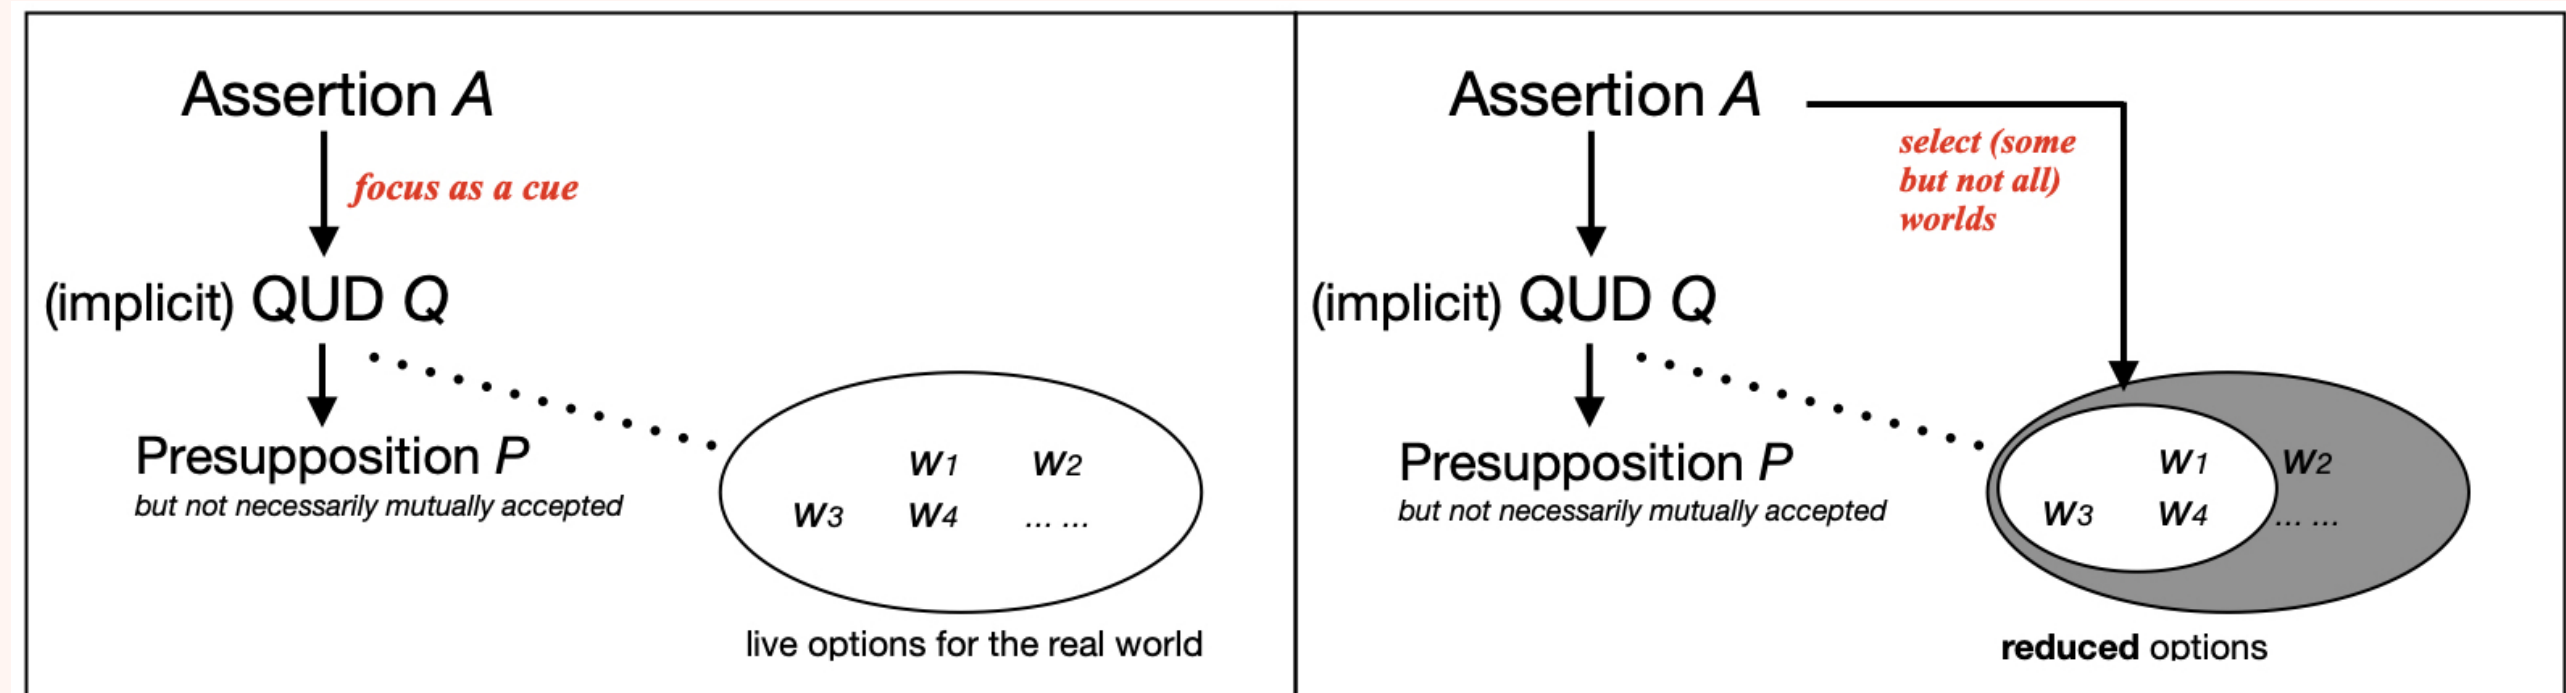 Assertion A
focus as a cue
(implicit) QUD Q
Presupposition P
but not necessarily mutually accepted
w1 w2
w3 w4 ... ...
live options for the real world
Assertion A
select (some
but not all)
worlds
(implicit) QUD Q
Presupposition P
but not necessarily mutually accepted
w1 w2
w3 w4 ... ...
reduced options